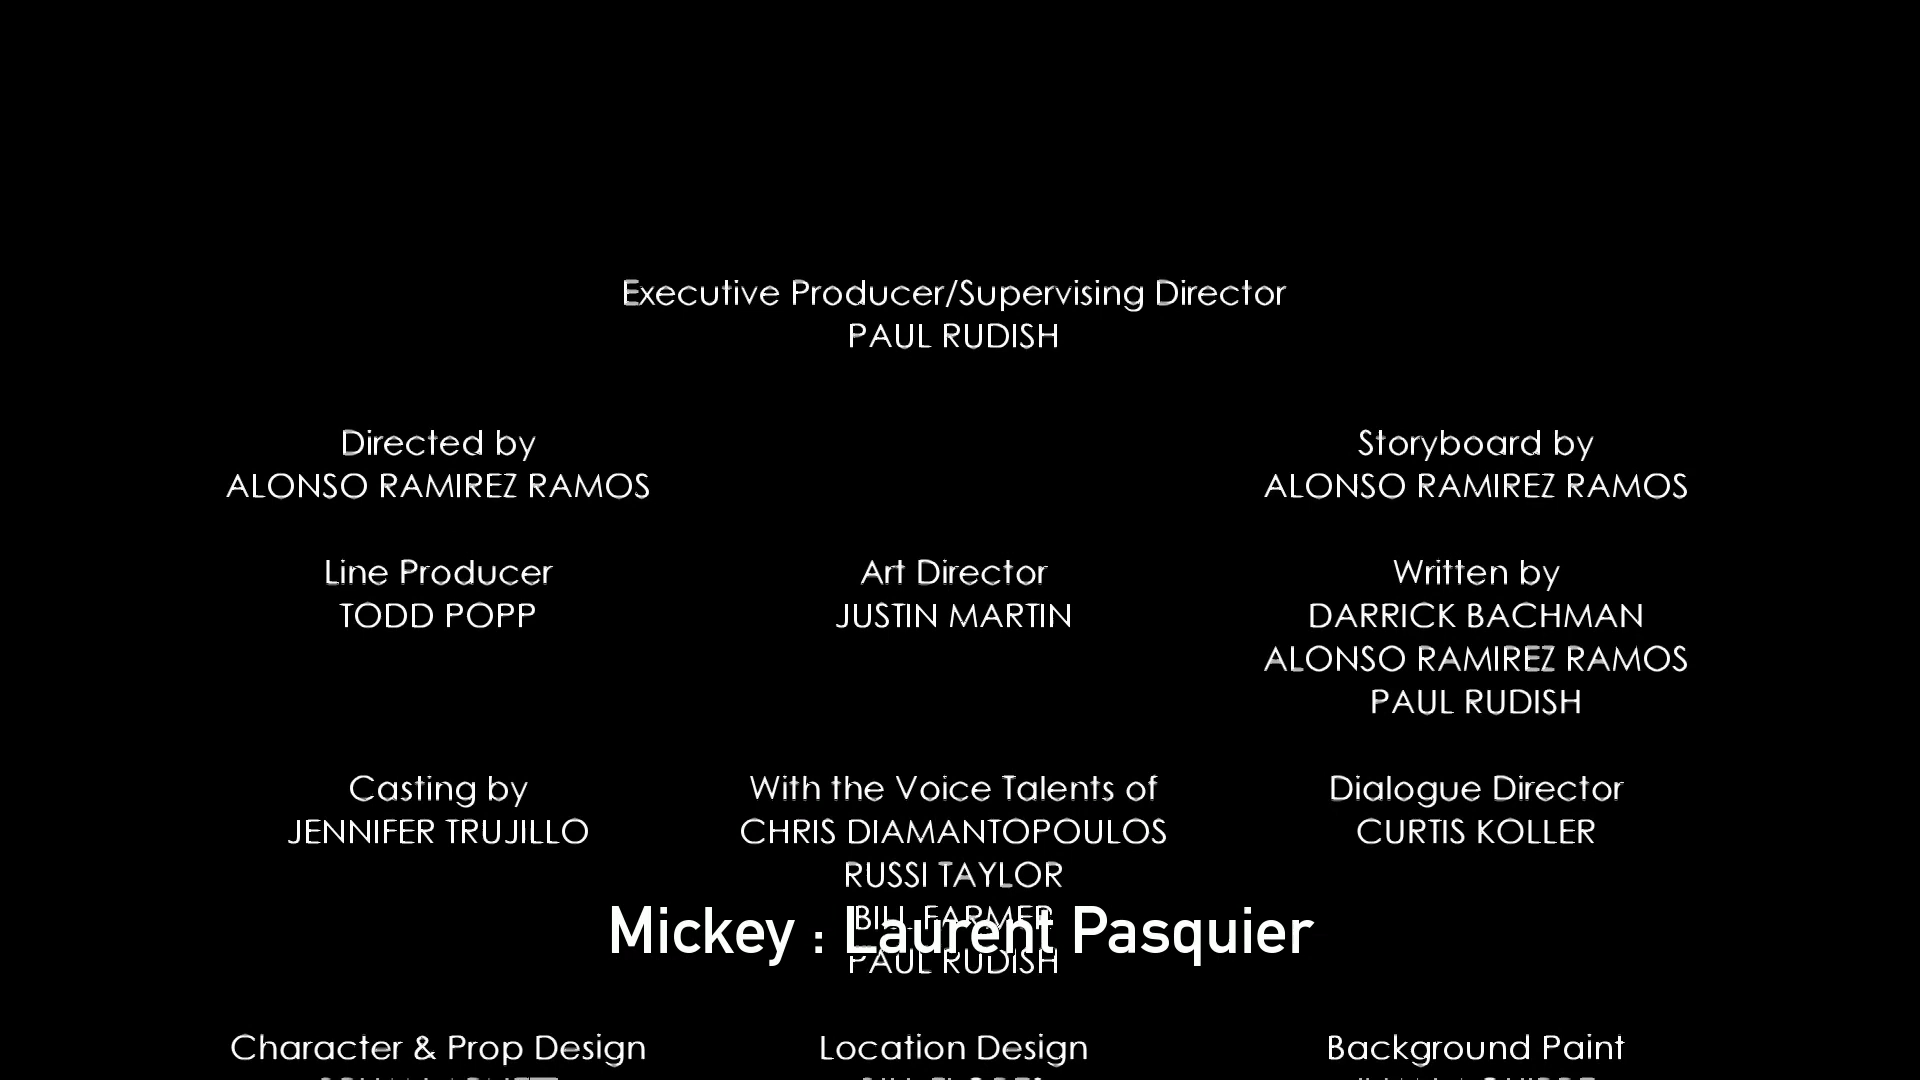 Executive Producer/Supervising Director
PAUL RUDISH
Directed by
ALONSO RAMIREZ RAMOS
Storyboard by
ALONSO RAMIREZ RAMOS
Line Producer
TODD POPP
Art Director
JUSTIN MARTIN
Written by
DARRICK BACHMAN
ALONSO RAMIREZ RAMOS
PAUL RUDISH
Casting by
JENNIFER TRUJILLO
With the Voice Talents of
CHRIS DIAMANTOPOULOS
RUSSI TAYLOR
BILL FARMER
PAUL RUDISH
Dialogue Director
CURTIS KOLLER
Mickey : Laurent Pasquier
Character & Prop Design
Location Design
Background Paint